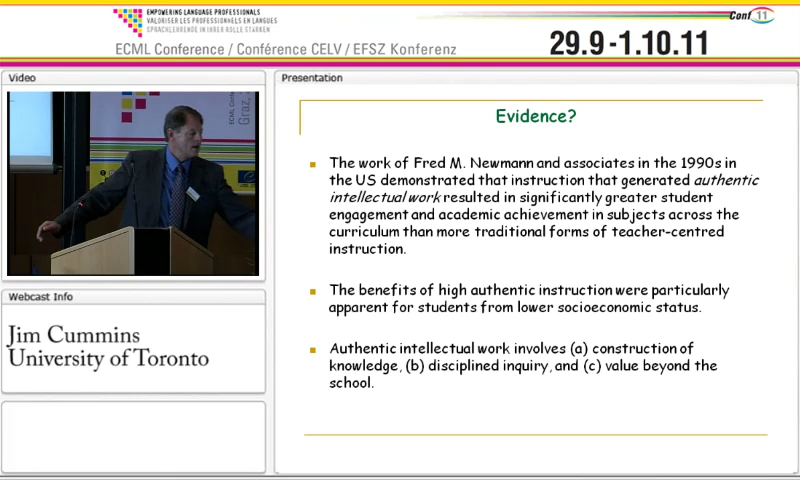 EMPOWERING LANGUAGE PROFESSIONALS
VALORISER LES PROFESSIONNELS EN LANGUES
SPRACHLEHRENDE IN IHRER ROLLE STÄRKEN
ECML Conference / Conférence CELV / EFSZ Konferenz
29.9-1.10.11
Conf 11
Video
ECML Conf
Graz,
Webcast Info
Jim Cummins
University of Toronto
Presentation
Evidence?
The work of Fred M. Newmann and associates in the 1990s in
the US demonstrated that instruction that generated authentic
intellectual work resulted in significantly greater student
engagement and academic achievement in subjects across the
curriculum than more traditional forms of teacher-centred
instruction.
The benefits of high authentic instruction were particularly
apparent for students from lower socioeconomic status.
Authentic intellectual work involves (a) construction of
knowledge, (b) disciplined inquiry, and (c) value beyond the
school.